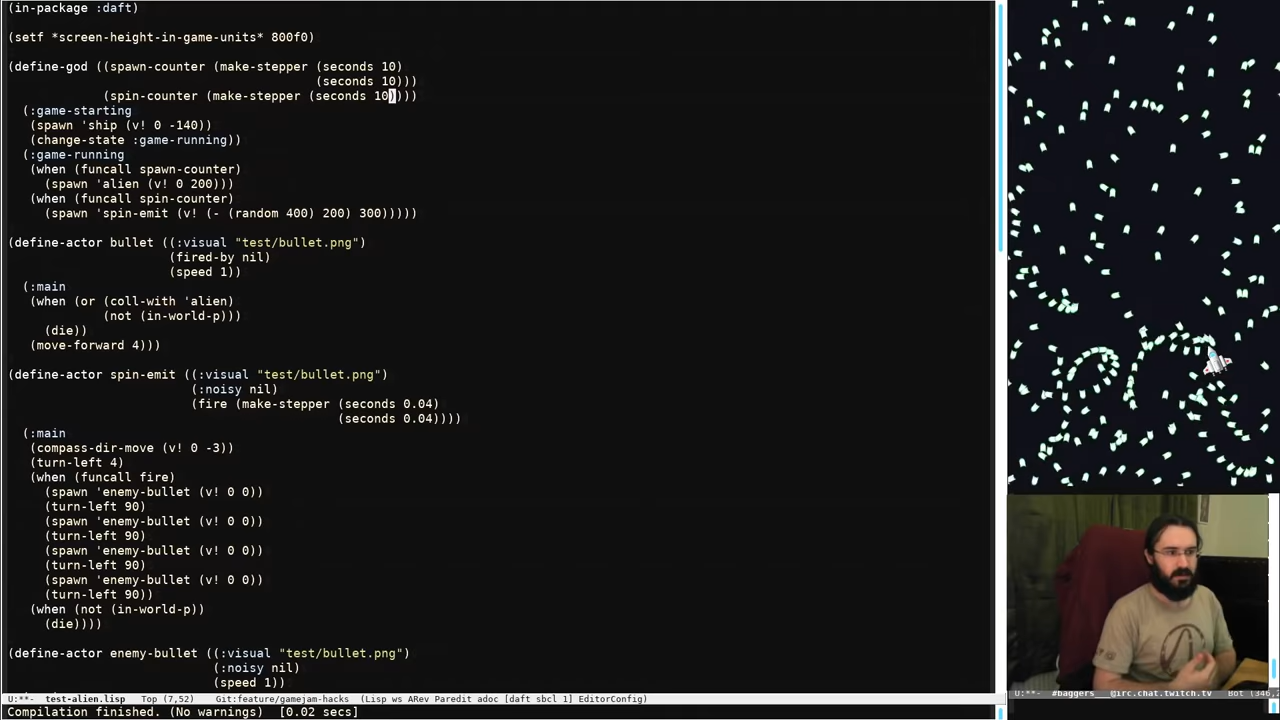 (in-package :daft)
(setf *screen-height-in-game-units* 800f0)
(define-god ((spawn-counter (make-stepper (seconds 10)
(seconds 10)))
(spin-counter (make-stepper (seconds 10))))
(:game-starting
(spawn 'ship (v! 0 -140))
(change-state :game-running))
(:game-running
(when (funcall spawn-counter)
(spawn 'alien (v! 0 200)))
(when (funcall spin-counter)
(spawn 'spin-emit (v! (- (random 400) 200) 300)))))
(define-actor bullet ((:visual "test/bullet.png")
(fired-by nil)
(speed 1))
(:main
(when (or (coll-with 'alien)
(not (in-world-p)))
(die))
(move-forward 4)))
(define-actor spin-emit ((:visual "test/bullet.png")
(:noisy nil)
(fire (make-stepper (seconds 0.04)
(seconds 0.04))))
(:main
(compass-dir-move (v! 0 -3))
(turn-left 4)
(when (funcall fire)
(spawn 'enemy-bullet (v! 0 0))
(turn-left 90)
(spawn 'enemy-bullet (v! 0 0))
(turn-left 90)
(spawn 'enemy-bullet (v! 0 0))
(turn-left 90)
(spawn 'enemy-bullet (v! 0 0))
(turn-left 90))
(when (not (in-world-p))
(die))))
(define-actor enemy-bullet ((:visual "test/bullet.png")
(:noisy nil)
(speed 1))
U:**- test-alien.lisp Top (7,52) Git:feature/gamejam-hacks (Lisp ws ARev Paredit adoc [daft sbcl 1] EditorConfig)
U:**- #baggers___@irc.chat.twitch.tv Bot (346,2
Compilation finished. (No warnings) [0.02 secs]